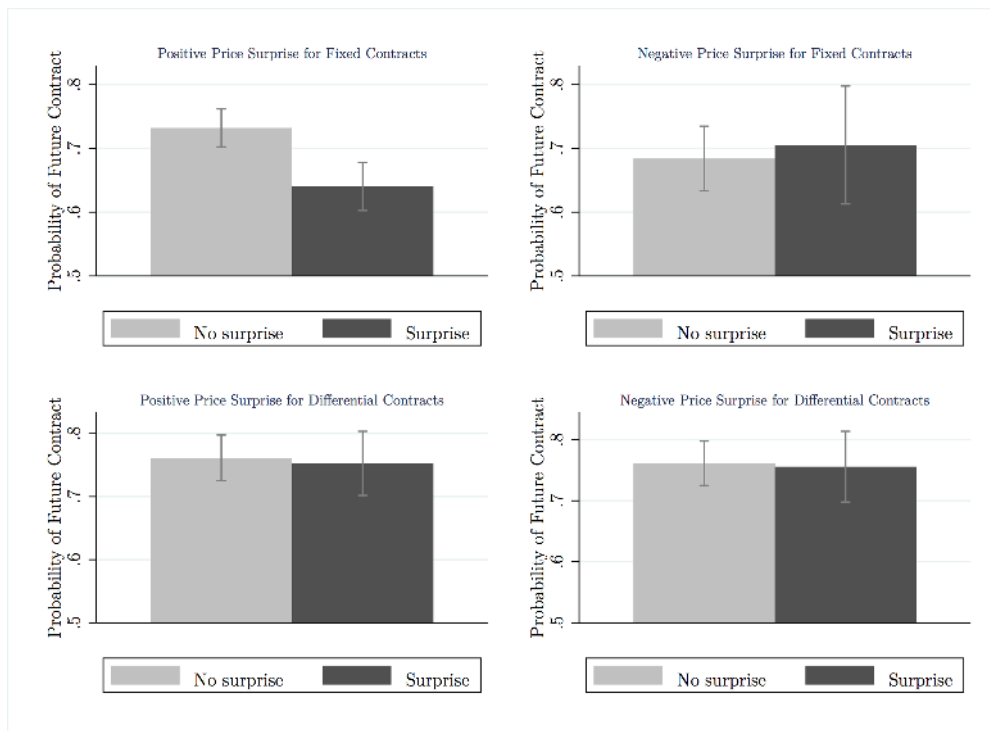 Positive Price Surprise for Fixed Contracts
Probability of Future Contract
.8
.7
.6
.5
No surprise
Surprise
Negative Price Surprise for Fixed Contracts
Probability of Future Contract
.8
.7
.6
.5
No surprise
Surprise
Positive Price Surprise for Differential Contracts
Probability of Future Contract
.8
.7
.6
.5
No surprise
Surprise
Negative Price Surprise for Differential Contracts
Probability of Future Contract
.8
.7
.6
.5
No surprise
Surprise